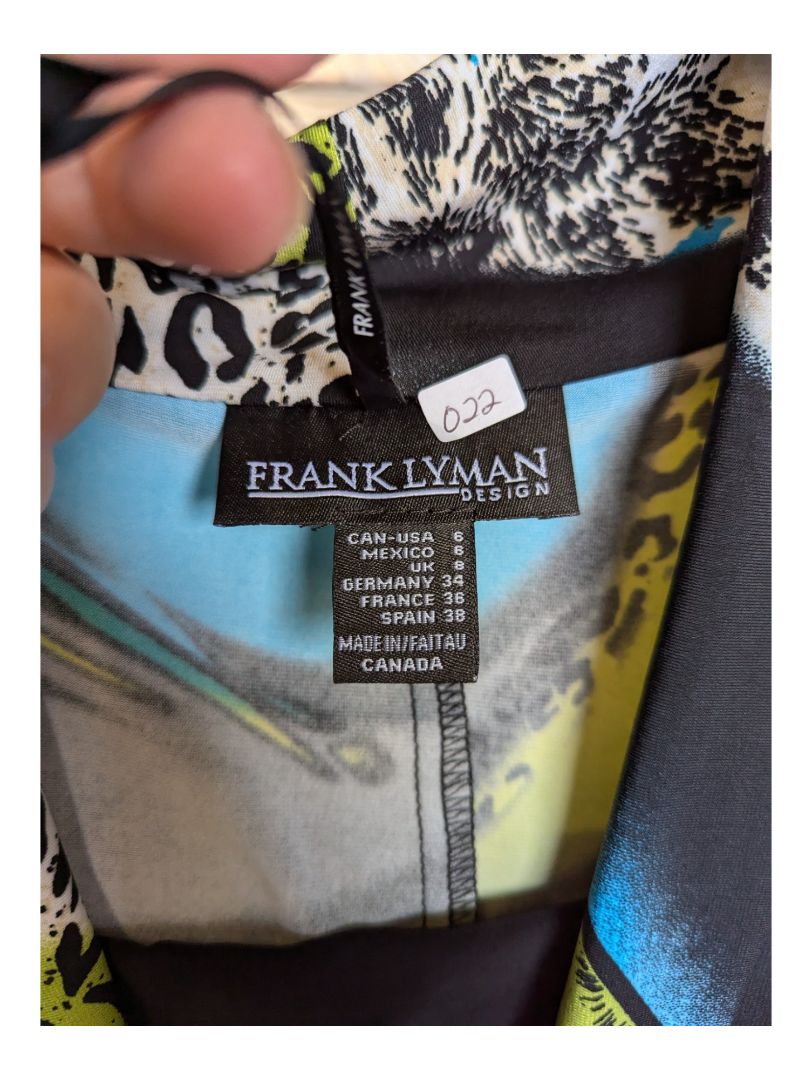 FRANK LYMAN
022
FRANK LYMAN
DESIGN
CAN-USA 6
MEXICO 6
UK 8
GERMANY 34
FRANCE 36
SPAIN 38
MADE IN/FAIT AU
CANADA